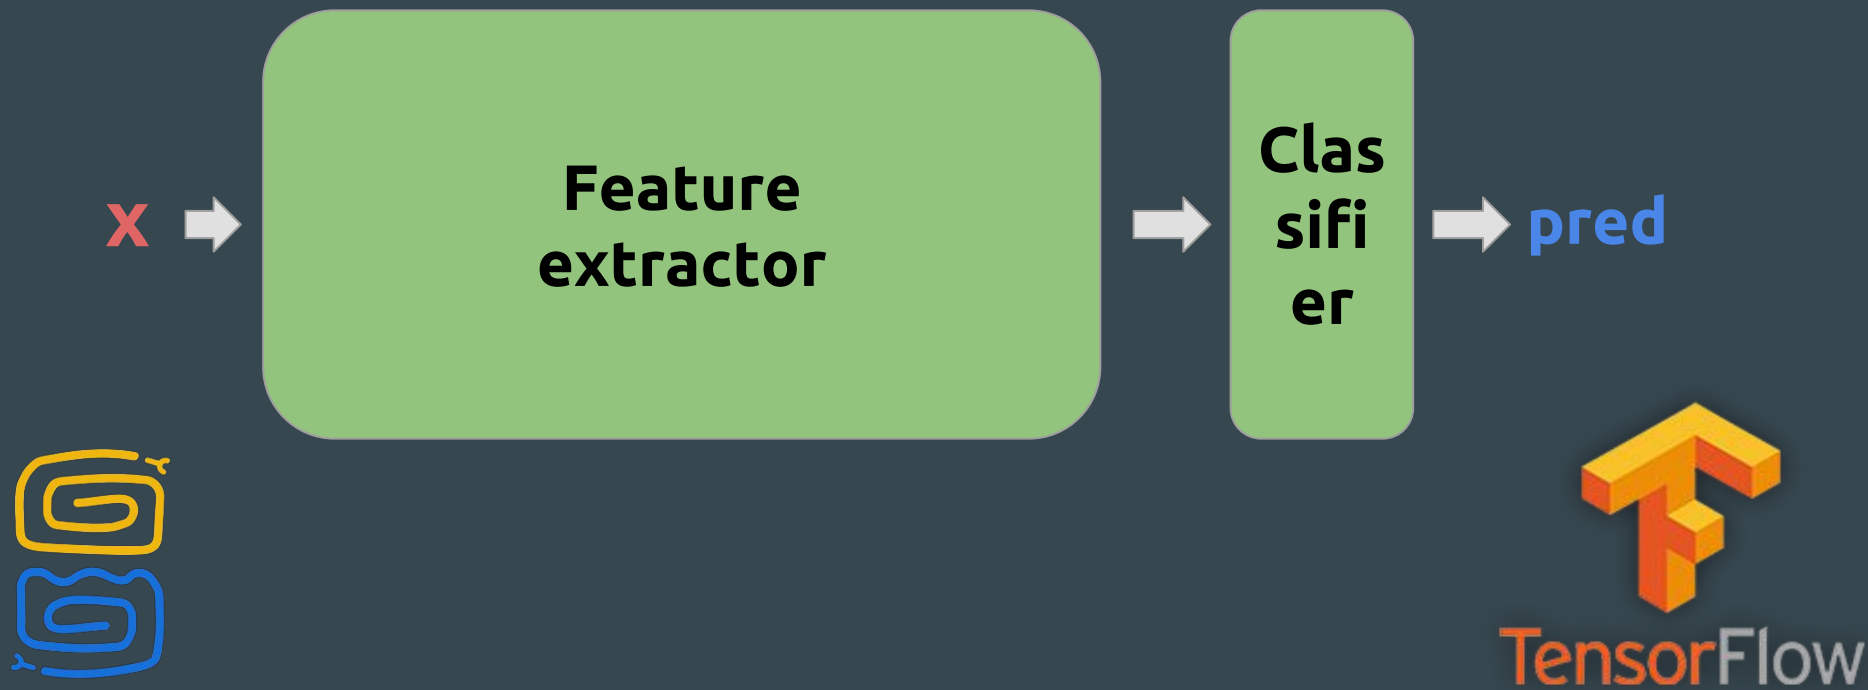 x
Feature
extractor
Clas
sifi
er
pred
TensorFlow